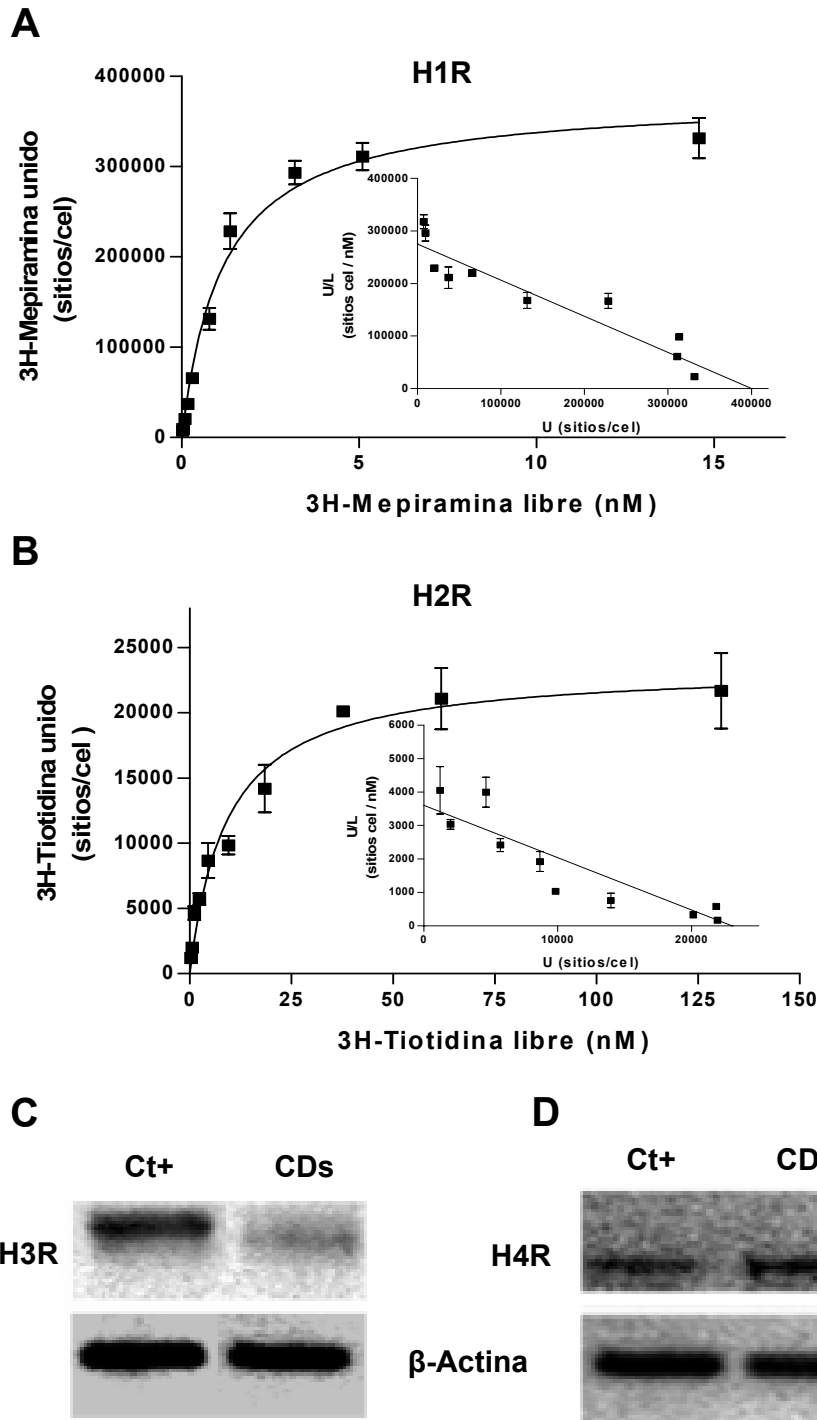 A
H1R
400000
300000
200000
100000
0
3H-Mepiramina unido
(sitios/cel)
0 5 10 15
3H-Mepiramina libre (nM)
400000
300000
200000
100000
0
U/L
(sitios cel / nM)
0 100000 200000 300000 400000
U (sitios/cel)
B
H2R
25000
20000
15000
10000
5000
0
3H-Tiotidina unido
(sitios/cel )
0 25 50 75 100 125 150
3H-Tiotidina libre (nM)
6000
5000
4000
3000
2000
1000
0
U/L
(sitios cel / nM)
0 10000 20000
U (sitios/cel)
C
Ct+ CDs
H3R
D
Ct+ CD
H4R
β-Actina